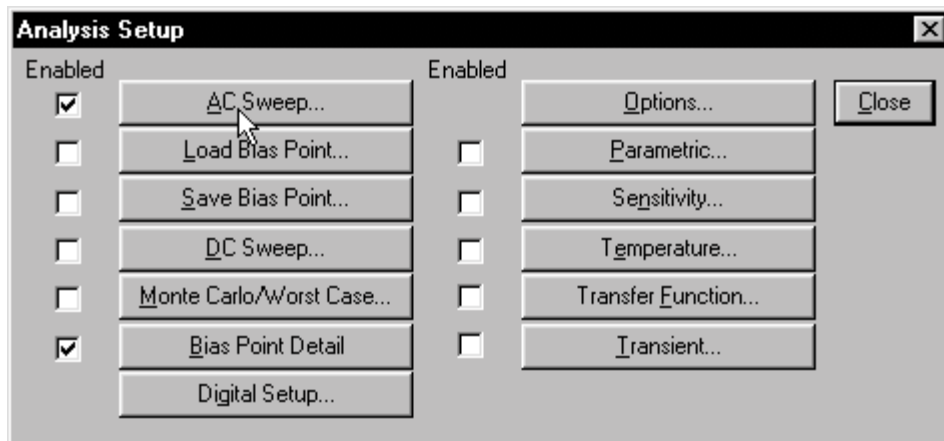 Analysis Setup
Enabled
AC Sweep...
Load Bias Point...
Save Bias Point...
DC Sweep...
Monte Carlo/Worst Case...
Bias Point Detail
Digital Setup...
Enabled
Options...
Parametric...
Sensitivity...
Temperature...
Transfer Function...
Transient...
Close